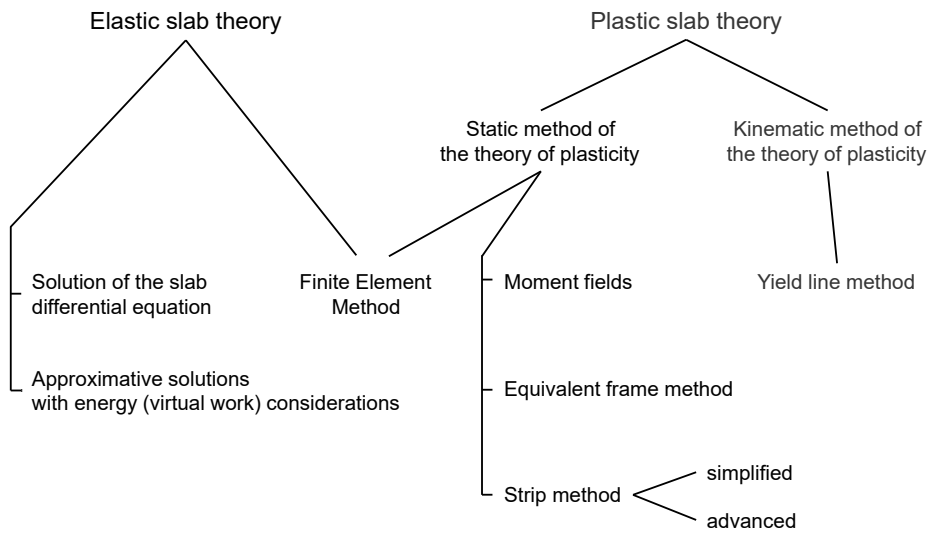 Elastic slab theory
Plastic slab theory
Static method of
the theory of plasticity
Kinematic method of
the theory of plasticity
Solution of the slab
differential equation
Finite Element
Method
Moment fields
Yield line method
Approximative solutions
with energy (virtual work) considerations
Equivalent frame method
Strip method
simplified
advanced